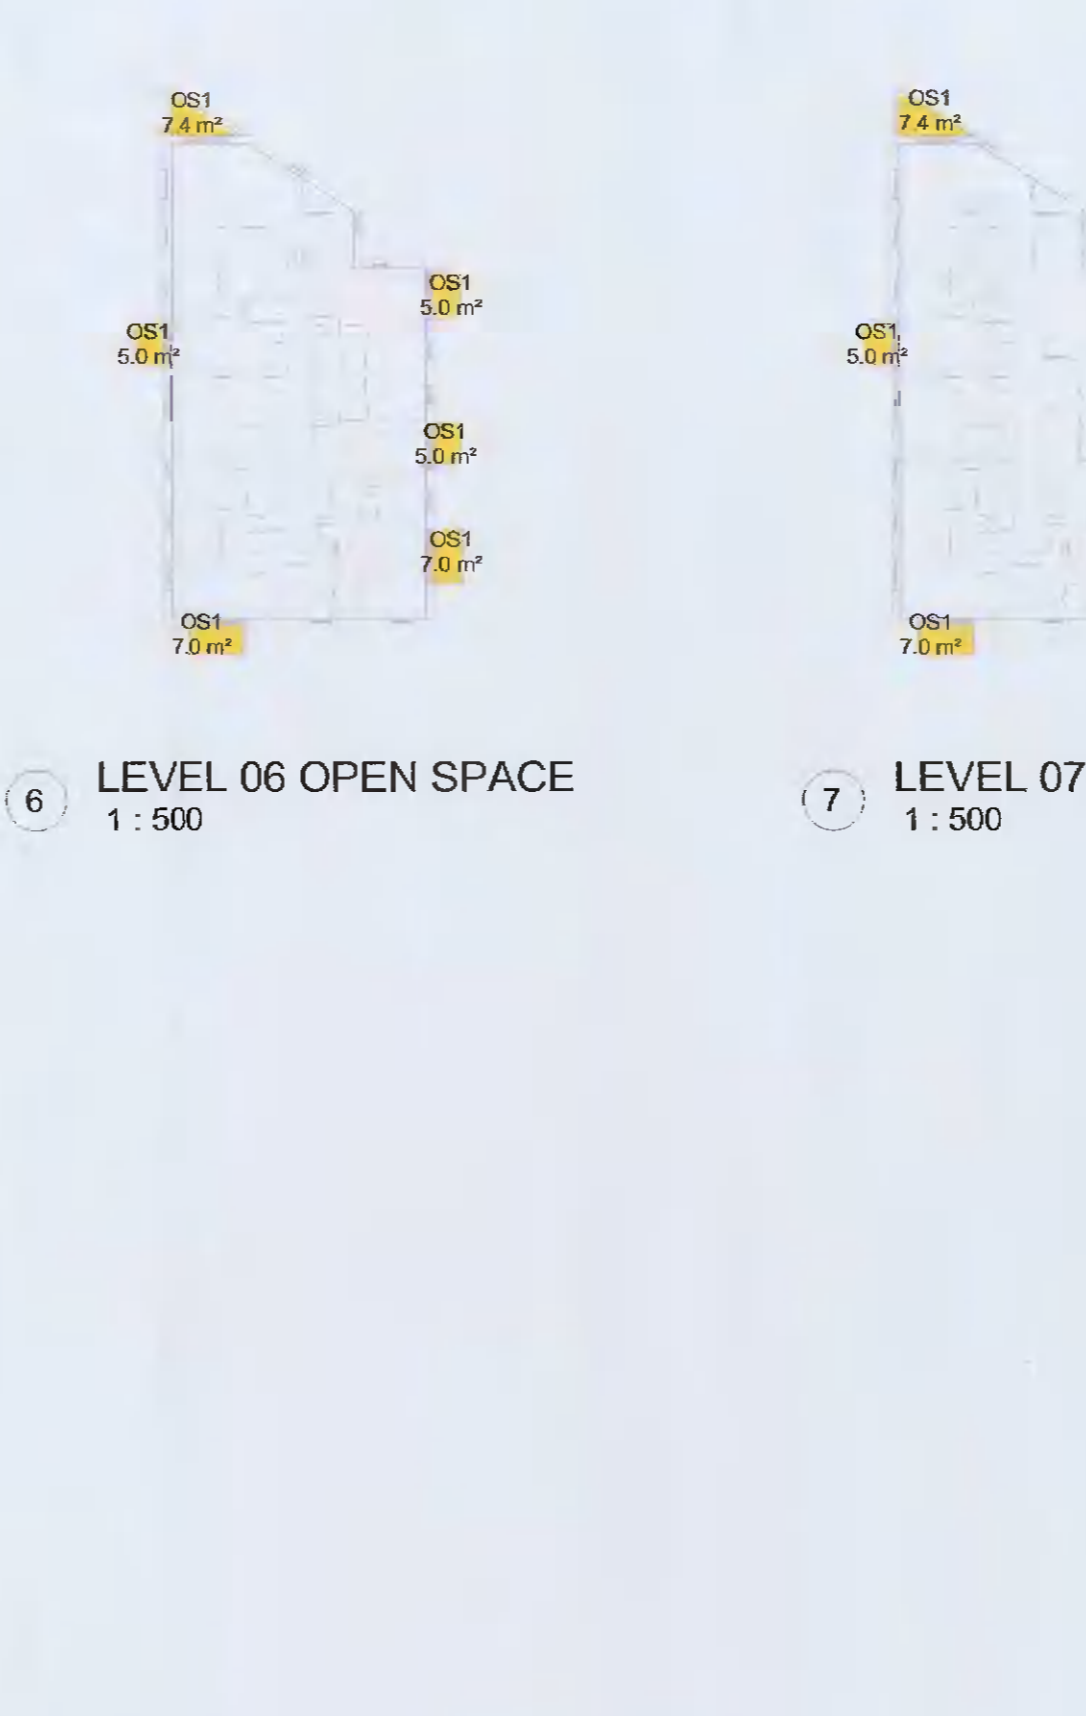 OS1
7.4 m²
OS1
5.0 m²
OS1
5.0 m²
OS1
5.0 m²
OS1
7.0 m²
OS1
7.0 m²
6 LEVEL 06 OPEN SPACE
1 : 500
OS1
7.4 m²
OS1
5.0 m²
OS1
7.0 m²
7 LEVEL 07
1 : 500